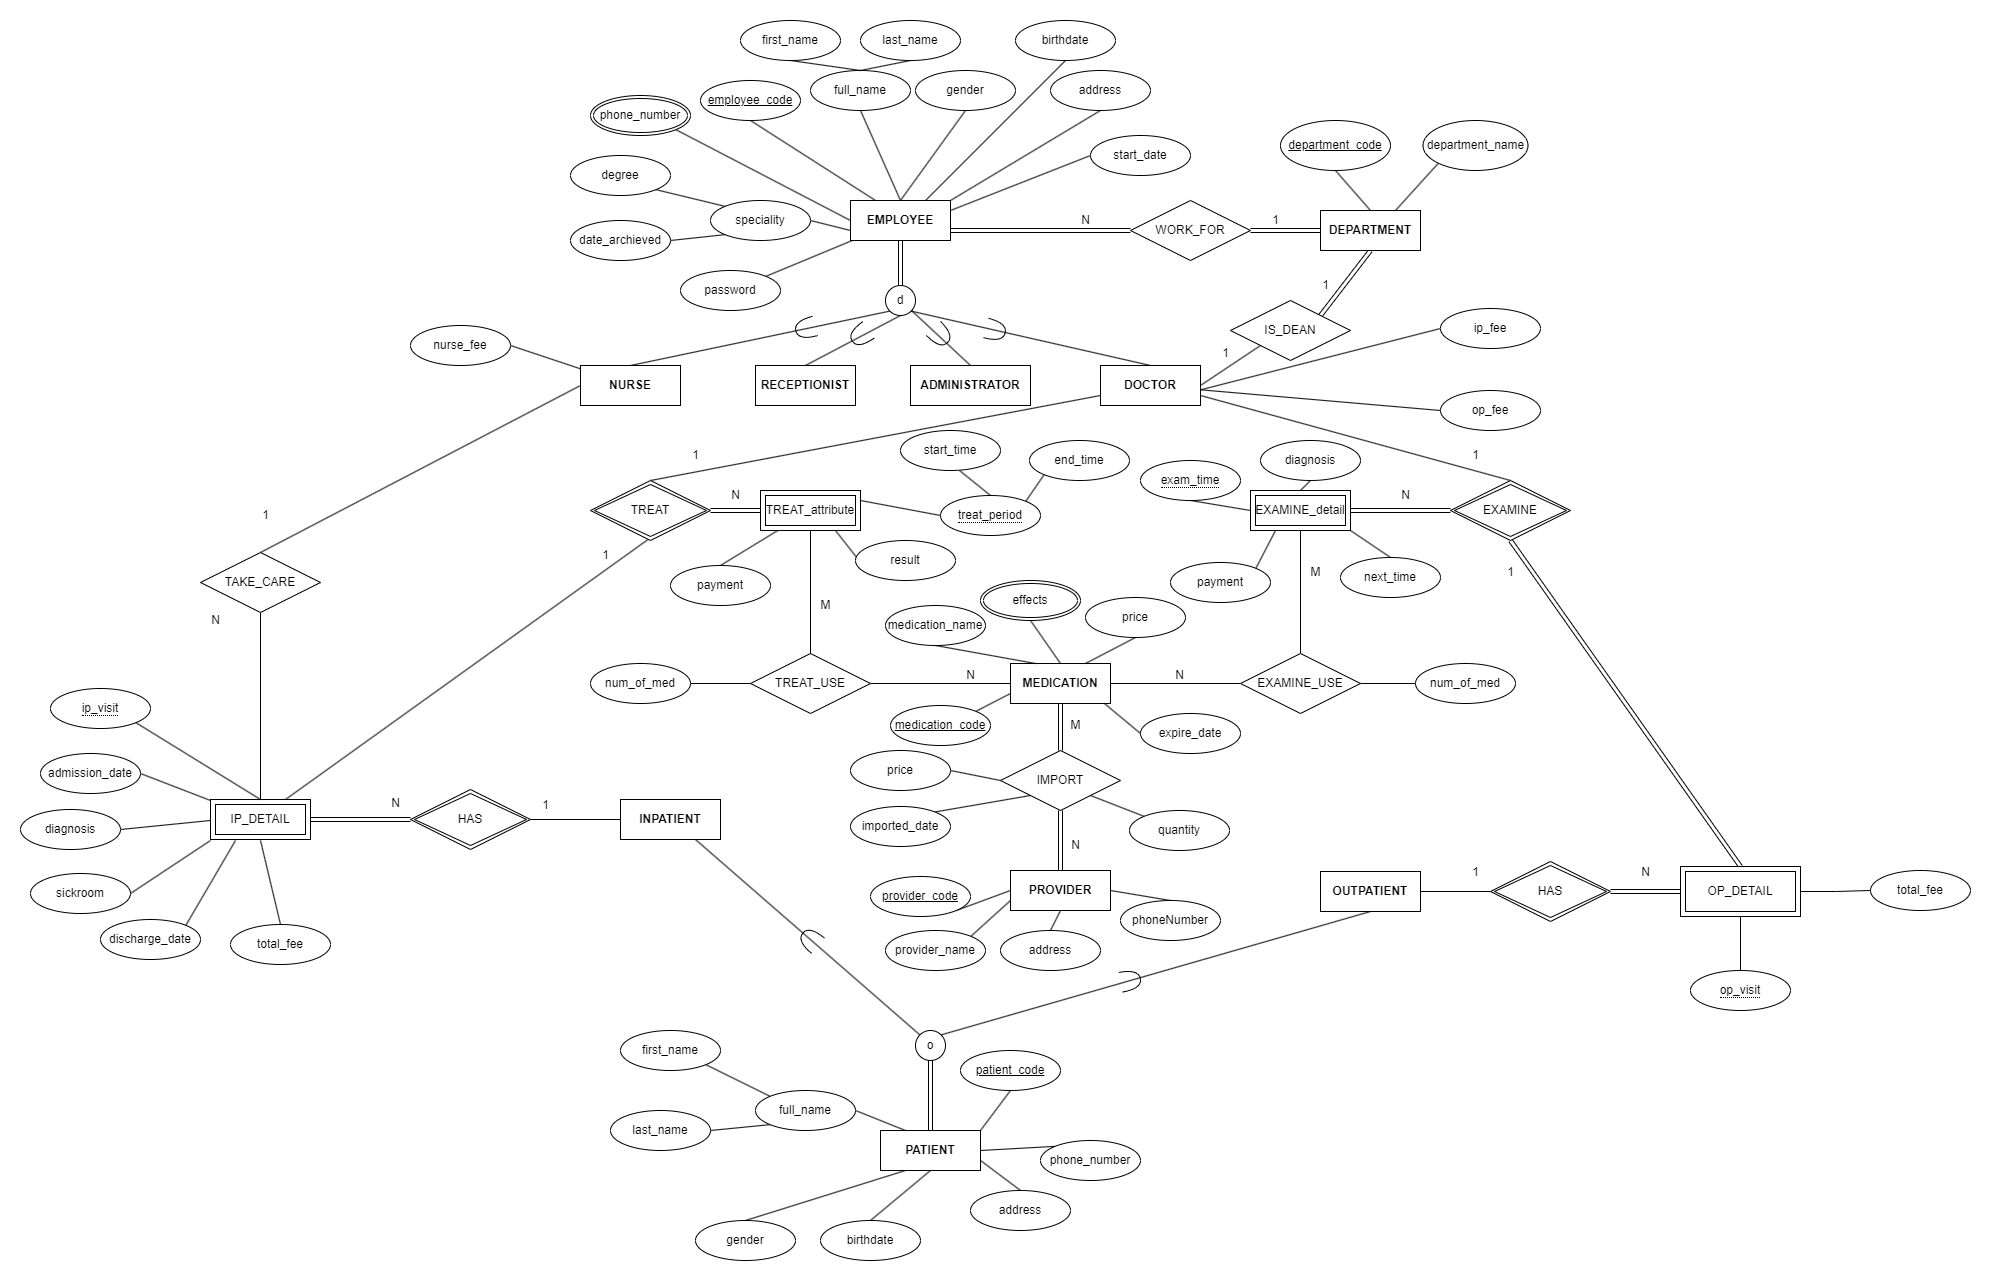 first_name
last_name
birthdate
full_name
gender
address
employee_code
phone_number
start_date
department_code
department_name
degree
speciality
EMPLOYEE
N
WORK_FOR
1
DEPARTMENT
date_archieved
password
d
1
nurse_fee
IS_DEAN
ip_fee
1
NURSE
RECEPTIONIST
ADMINISTRATOR
DOCTOR
op_fee
start_time
end_time
diagnosis
1
1
exam_time
TREAT
N
TREAT_attribute
treat_period
EXAMINE_detail
N
EXAMINE
1
1
result
payment
payment
next_time
M
1
TAKE_CARE
N
M
effects
medication_name
price
num_of_med
TREAT_USE
N
MEDICATION
N
EXAMINE_USE
num_of_med
ip_visit
medication_code
M
expire_date
admission_date
price
IMPORT
N
1
IP_DETAIL
HAS
INPATIENT
diagnosis
imported_date
quantity
N
sickroom
provider_code
PROVIDER
phoneNumber
1
N
OUTPATIENT
HAS
OP_DETAIL
total_fee
discharge_date
total_fee
provider_name
address
op_visit
o
first_name
patient_code
full_name
last_name
PATIENT
phone_number
address
gender
birthdate